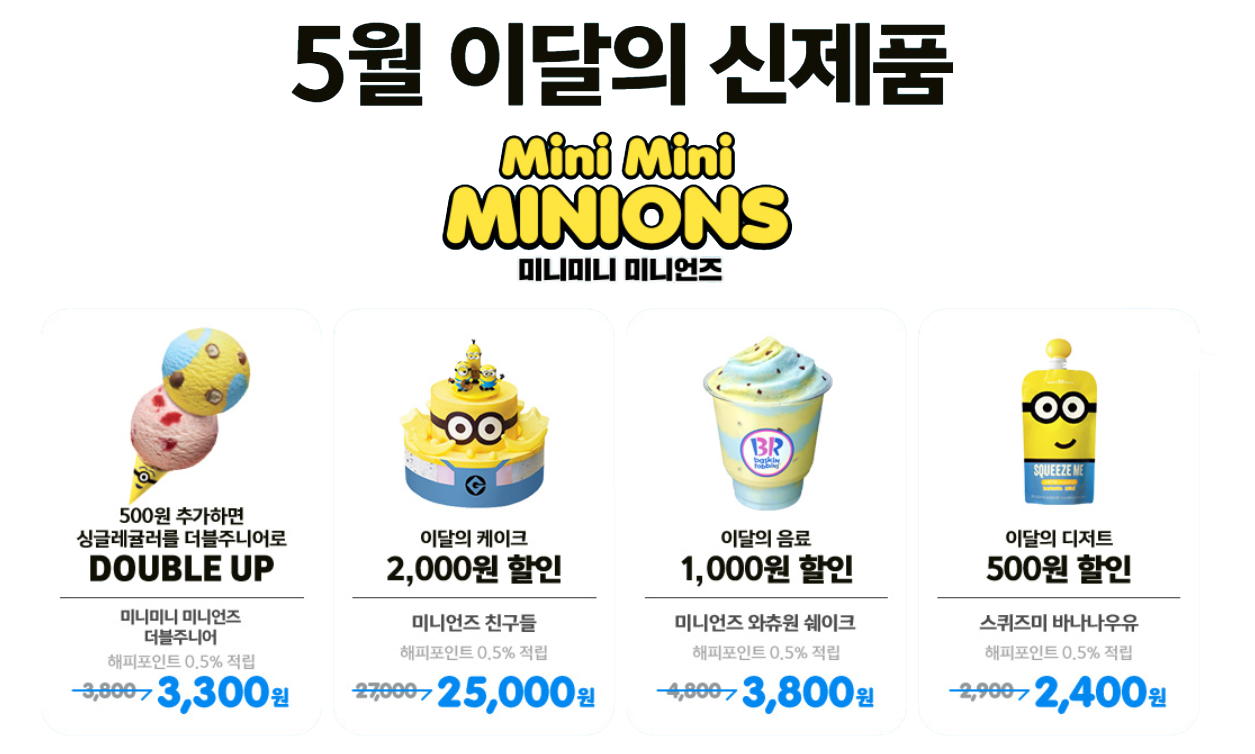 5월 이달의 신제품
Mini Mini
MINIONS
미니미니 미니언즈
500원 추가하면
싱글레귤러를 더블주니어로
DOUBLE UP
미니미니 미니언즈
더블주니어
해피포인트 0.5% 적립
3,800 3,300원
이달의 케이크
2,000원 할인
미니언즈 친구들
해피포인트 0.5% 적립
27,000 25,000원
BR
baskin
robbins
이달의 음료
1,000원 할인
미니언즈 와츄원 쉐이크
해피포인트 0.5% 적립
4,800 3,800원
SQUEEZE ME
이달의 디저트
500원 할인
스퀴즈미 바나나우유
해피포인트 0.5% 적립
2,900 2,400원